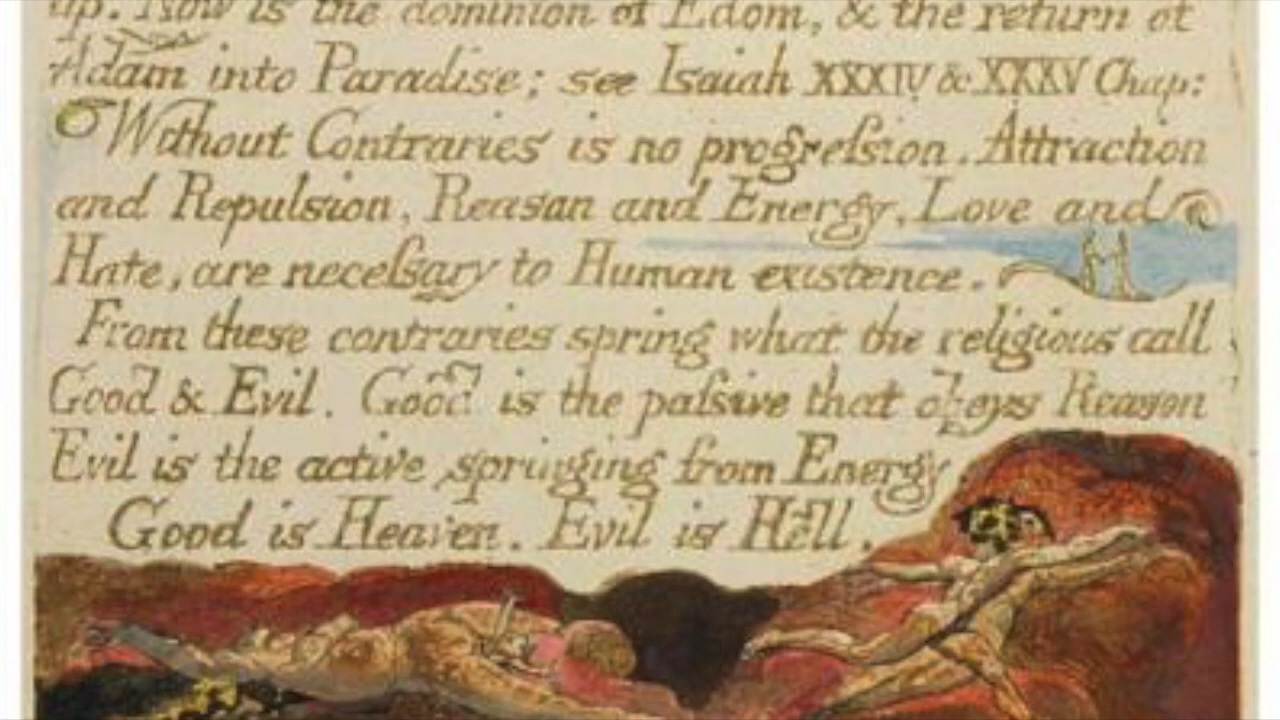 up. Now is the dominion of Edom, & the return of
Adam into Paradise; see Isaiah XXXIV & XXXV Chap:
Without Contraries is no progreſsion. Attraction
and Repulsion, Reason and Energy, Love and
Hate, are neceſsary to Human existence.
From these contraries spring what the religious call
Good & Evil. Good is the paſsive that obeys Reason
Evil is the active springing from Energy.
Good is Heaven. Evil is Hell.